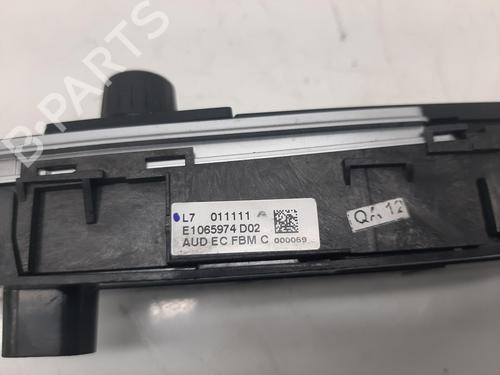 B-PARTS
L7 011111 A
E1065974 D02
AUD EC FBM C 000069
QA 12